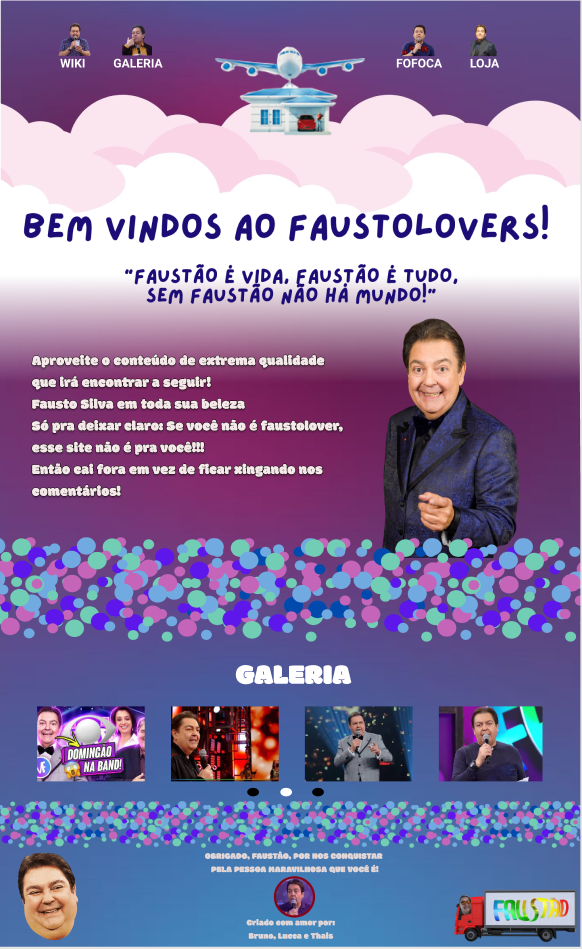 WIKI
GALERIA
FOFOCA
LOJA
BEM VINDOS AO FAUSTOLOVERS!
"FAUSTÃO É VIDA, FAUSTÃO É TUDO,
SEM FAUSTÃO NÃO HÁ MUNDO!"
Aproveite o conteúdo de extrema qualidade
que irá encontrar a seguir!
Fausto Silva em toda sua beleza
Só pra deixar claro: Se você não é faustolover,
esse site não é pra você!!!
Então cai fora em vez de ficar xingando nos
comentários!
GALERIA
DOMINGÃO
NA BAND!
OBRIGADO, FAUSTÃO, POR NOS CONQUISTAR
PELA PESSOA MARAVILHOSA QUE VOCÊ É!
Criado com amor por:
Bruno, Lucca e Thais
FAUSTÃO